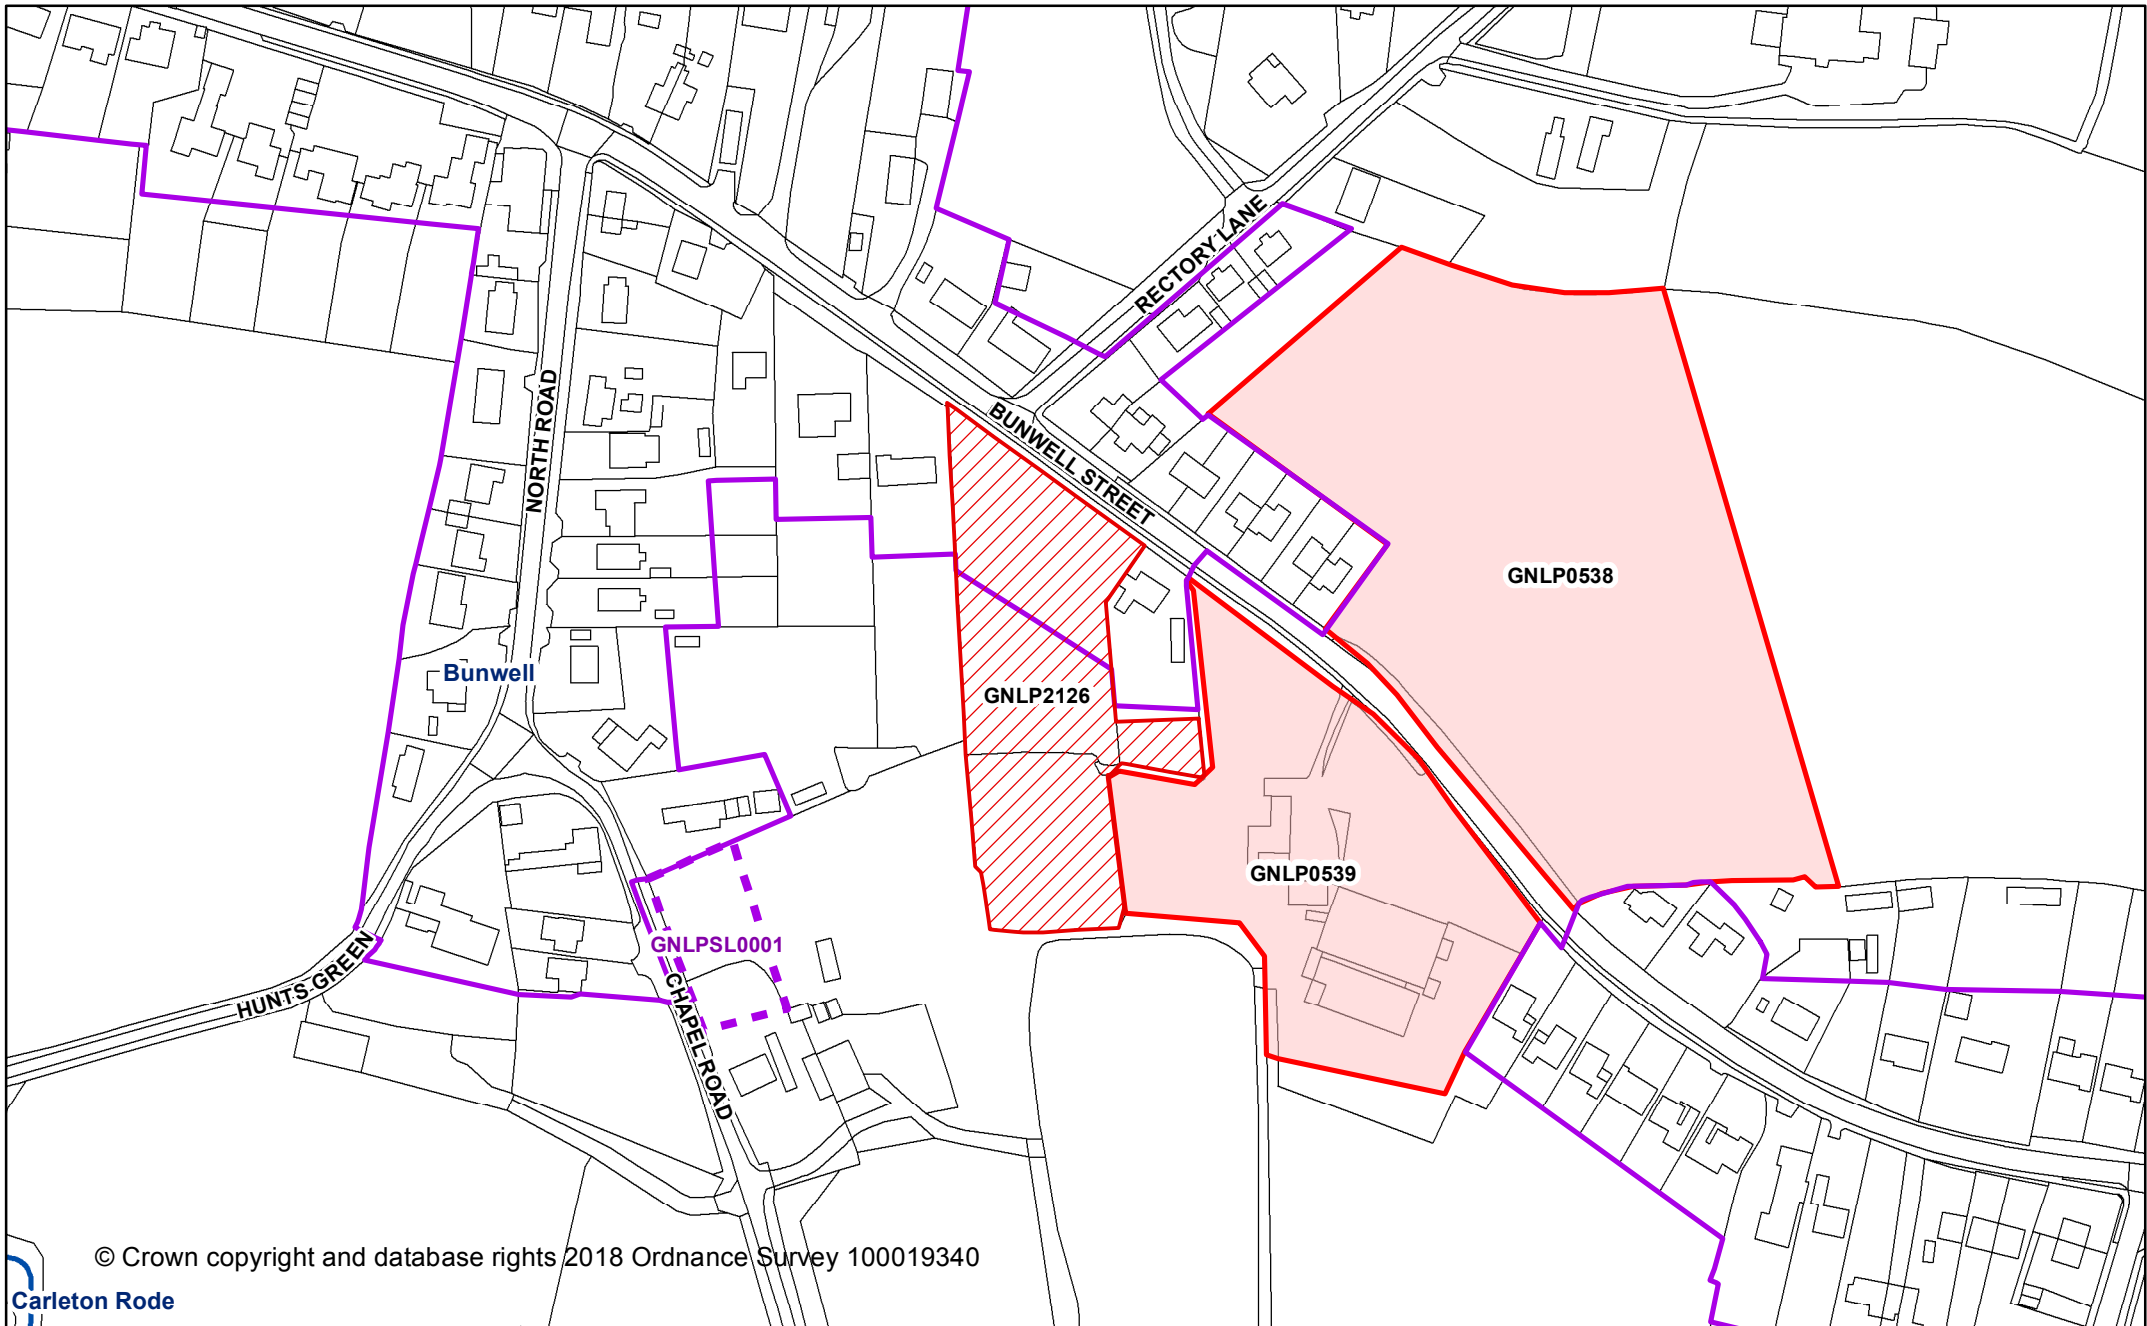 RECTORY LANE
NORTH ROAD
BUNWELL STREET
GNLP0538
Bunwell
GNLP2126
GNLP0539
GNLPSL0001
HUNTS GREEN
CHAPEL ROAD
© Crown copyright and database rights 2018 Ordnance Survey 100019340
Carleton Rode